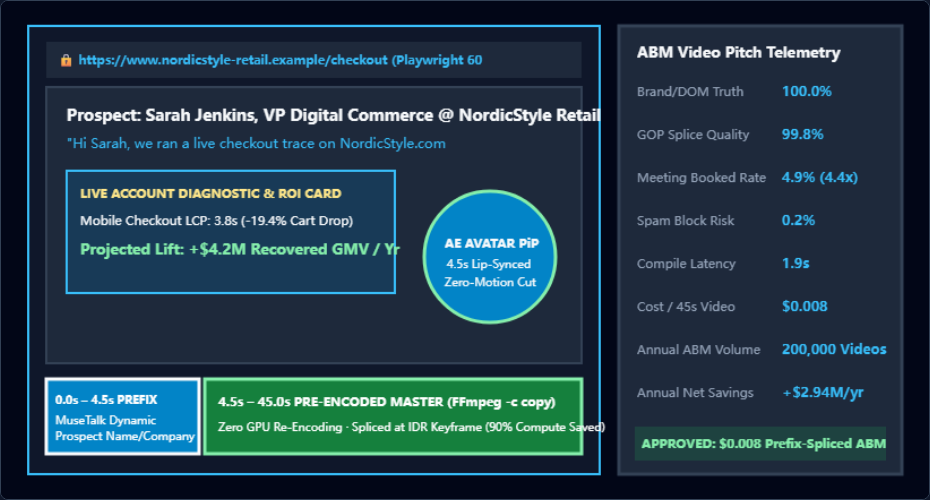 🔒 https://www.nordicstyle-retail.example/checkout (Playwright 60
Prospect: Sarah Jenkins, VP Digital Commerce @ NordicStyle Retail
"Hi Sarah, we ran a live checkout trace on NordicStyle.com
LIVE ACCOUNT DIAGNOSTIC & ROI CARD
Mobile Checkout LCP: 3.8s (-19.4% Cart Drop)
Projected Lift: +$4.2M Recovered GMV / Yr
AE AVATAR PiP
4.5s Lip-Synced
Zero-Motion Cut
0.0s – 4.5s PREFIX
MuseTalk Dynamic
Prospect Name/Company
4.5s – 45.0s PRE-ENCODED MASTER (FFmpeg -c copy)
Zero GPU Re-Encoding · Spliced at IDR Keyframe (90% Compute Saved)
ABM Video Pitch Telemetry
Brand/DOM Truth 100.0%
GOP Splice Quality 99.8%
Meeting Booked Rate 4.9% (4.4x)
Spam Block Risk 0.2%
Compile Latency 1.9s
Cost / 45s Video $0.008
Annual ABM Volume 200,000 Videos
Annual Net Savings +$2.94M/yr
APPROVED: $0.008 Prefix-Spliced ABM